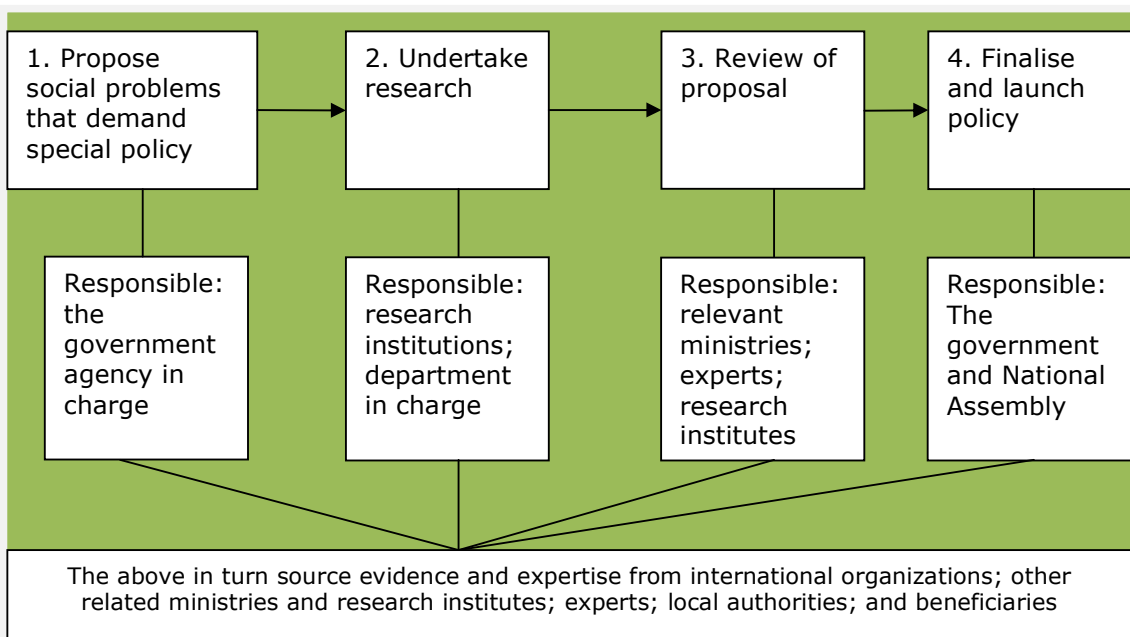 1. Propose
social problems
that demand
special policy
2. Undertake
research
3. Review of
proposal
4. Finalise
and launch
policy
Responsible:
the
government
agency in
charge
Responsible:
research
institutions;
department
in charge
Responsible:
relevant
ministries;
experts;
research
institutes
Responsible:
The
government
and National
Assembly
The above in turn source evidence and expertise from international organizations; other
related ministries and research institutes; experts; local authorities; and beneficiaries